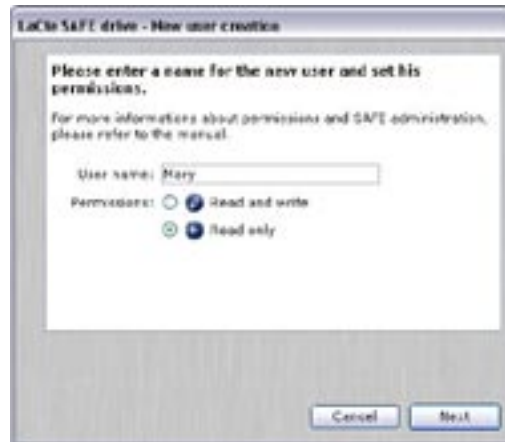 LaCie SAFE drive - New user creation
Please enter a name for the new user and set his
permissions.
For more informations about permissions and SAFE administration,
please refer to the manual.
User name: Mary
Permissions: Read and write
Read only
Cancel Next